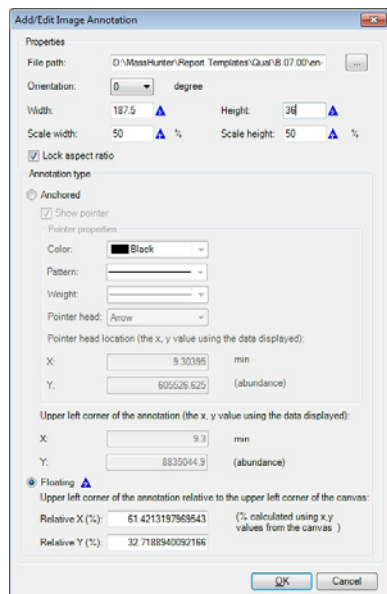 Add/Edit Image Annotation
Properties
File path: D:\MassHunter\Report Templates\Qual\B.07.00\en- ...
Orientation: 0 degree
Width: 187.5 Height: 36
Scale width: 50 % Scale height: 50 %
Lock aspect ratio
Annotation type
Anchored
Show pointer
Pointer properties
Color: Black
Pattern:
Weight:
Pointer head: Arrow
Pointer head location (the x, y value using the data displayed):
X: 9.30395 min
Y: 605526.625 (abundance)
Upper left corner of the annotation (the x, y value using the data displayed):
X: 9.3 min
Y: 8835044.9 (abundance)
Floating
Upper left corner of the annotation relative to the upper left corner of the canvas:
Relative X (%): 61.4213197969543 (% calculated using x,y
Relative Y (%): 32.7188940092166 values from the canvas )
OK Cancel